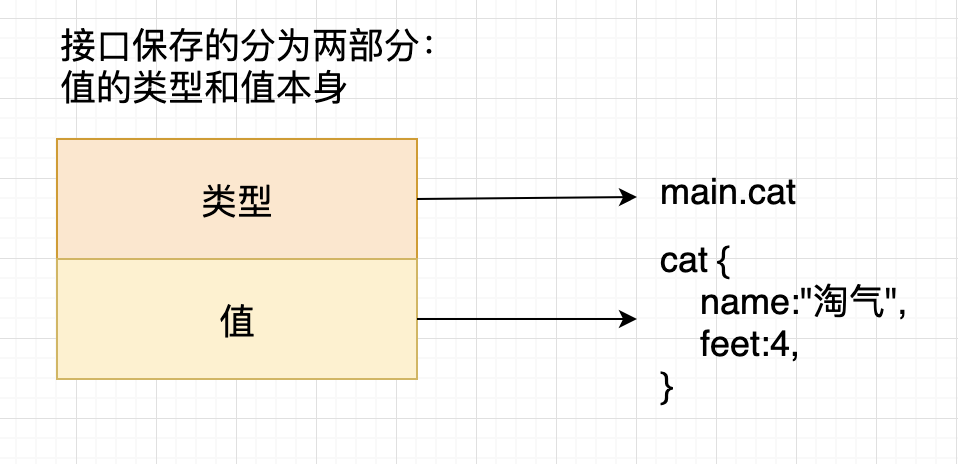 接口保存的分为两部分：
值的类型和值本身
类型
main.cat
值
cat {
name:"淘气",
feet:4,
}